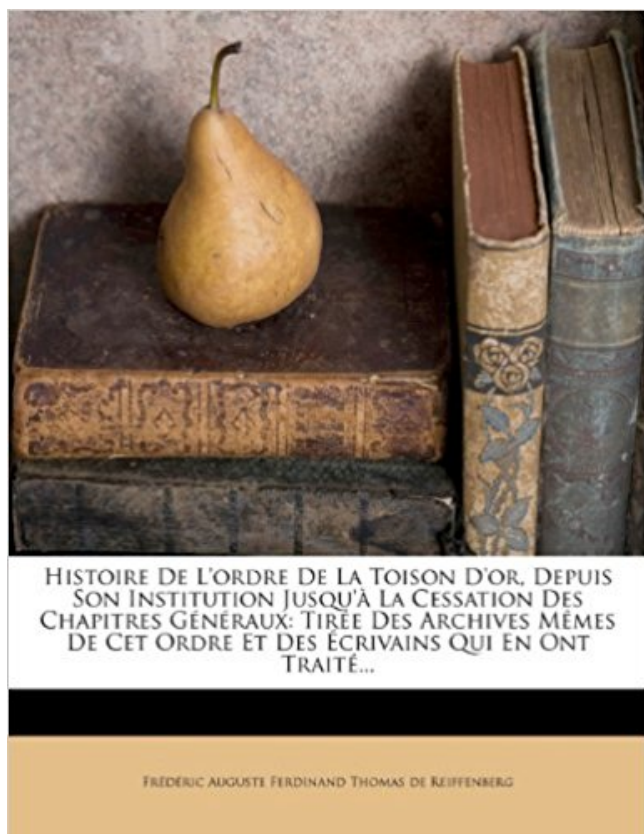 Histoire De L'ordre De La Toison D'or, Depuis
Son Institution Jusqu'à La Cessation Des
Chapitres Généraux: Tirée Des Archives Mêmes
De Cet Ordre Et Des Écrivains Qui En Ont
Traité...
Frédéric Auguste Ferdinand Thomas de Reiffenberg